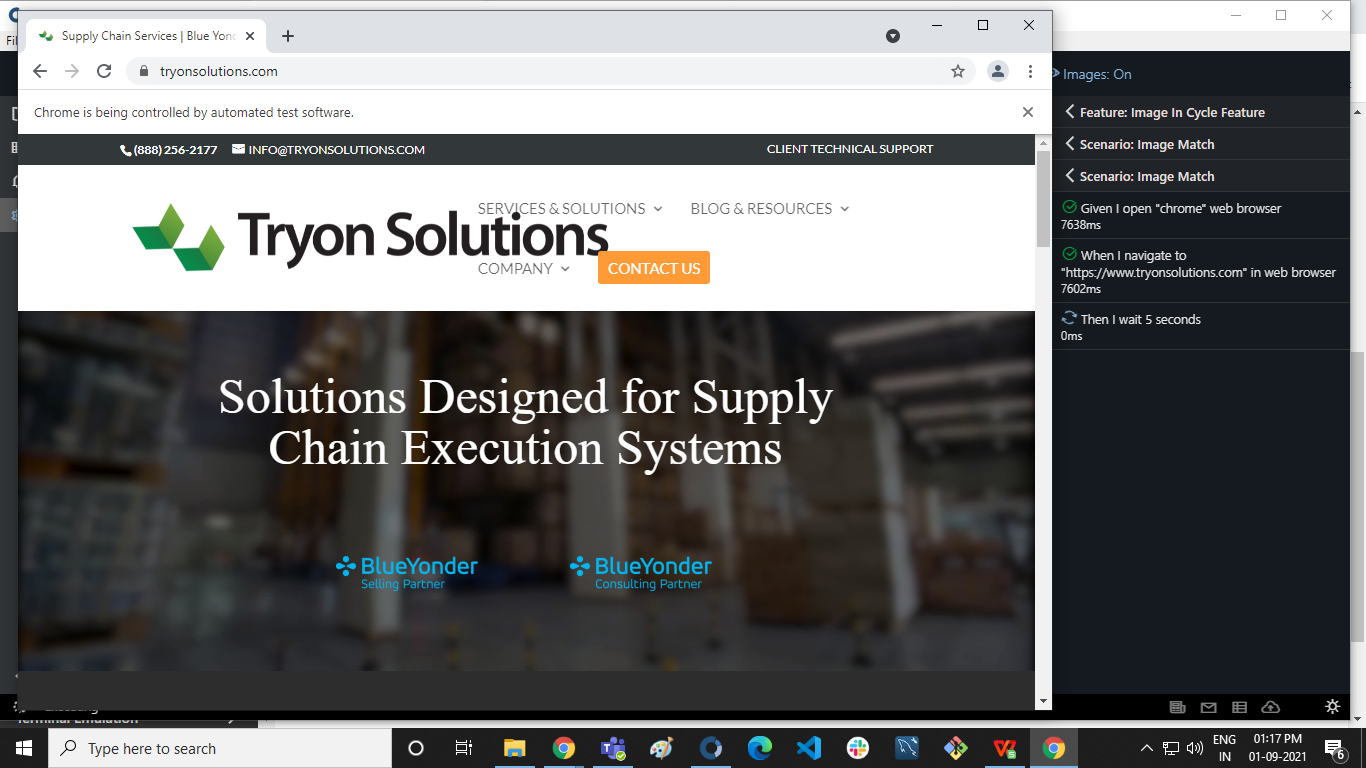 Supply Chain Services | Blue Yond
tryonsolutions.com
Chrome is being controlled by automated test software.
(888) 256-2177
INFO@TRYONSOLUTIONS.COM
CLIENT TECHNICAL SUPPORT
Tryon Solutions
SERVICES & SOLUTIONS
BLOG & RESOURCES
COMPANY
CONTACT US
Solutions Designed for Supply
Chain Execution Systems
BlueYonder
Selling Partner
BlueYonder
Consulting Partner
Images: On
Feature: Image In Cycle Feature
Scenario: Image Match
Scenario: Image Match
Given I open "chrome" web browser
7638ms
When I navigate to
"https://www.tryonsolutions.com" in web browser
7602ms
Then I wait 5 seconds
0ms
Terminal Emulation
Type here to search
ENG
IN
01:17 PM
01-09-2021
6